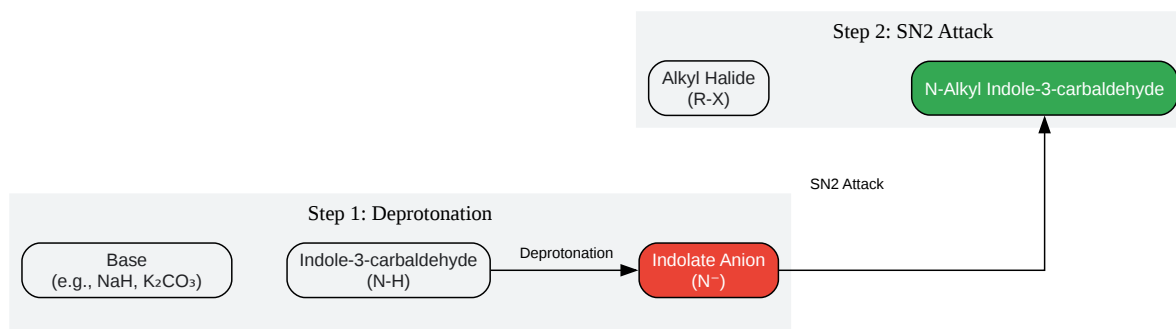 Step 2: SN2 Attack
Alkyl Halide
(R-X)
N-Alkyl Indole-3-carbaldehyde
SN2 Attack
Step 1: Deprotonation
Base
(e.g., NaH, K₂CO₃)
Indole-3-carbaldehyde
(N-H)
Deprotonation
Indolate Anion
(N⁻)